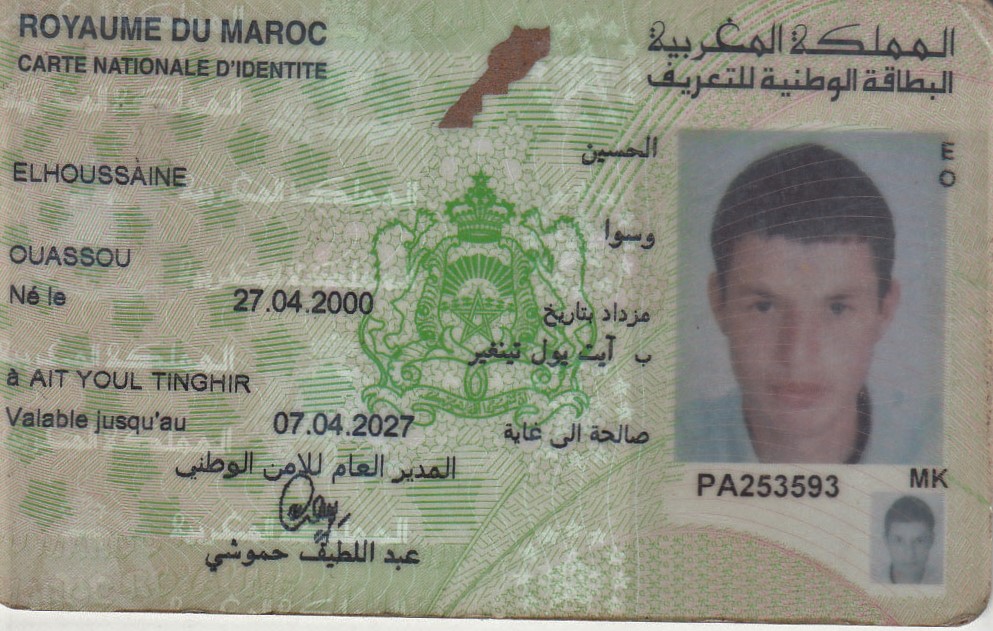 ROYAUME DU MAROC
المملكة المغربية
CARTE NATIONALE D'IDENTITE
البطاقة الوطنية للتعريف
الحسين
ELHOUSSAINE
وسوا
OUASSOU
Né le 27.04.2000
مزداد بتاريخ
ب آيت يول تينغير
à AIT YOUL TINGHIR
Valable jusqu'au 07.04.2027
صالحة الى غاية
المدير العام للامن الوطني
عبد اللطيف حموشي
E
O
PA253593
MK